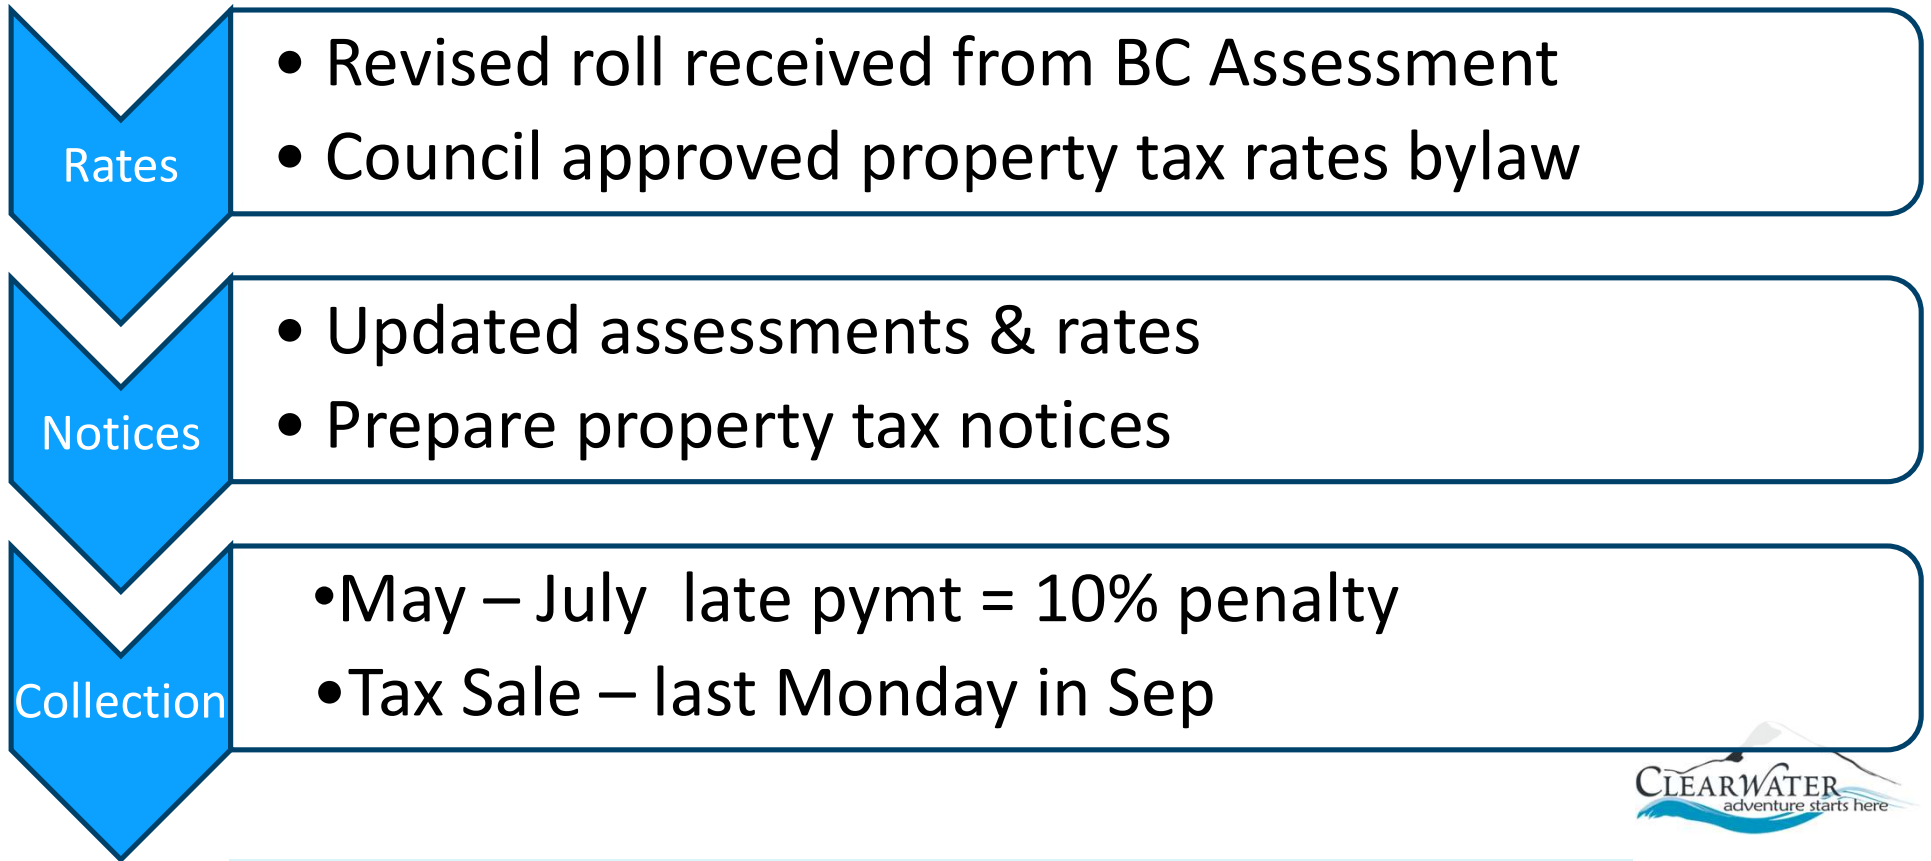 Rates
• Revised roll received from BC Assessment
• Council approved property tax rates bylaw
Notices
• Updated assessments & rates
• Prepare property tax notices
Collection
•May – July  late pymt = 10% penalty
•Tax Sale – last Monday in Sep
CLEARWATER
adventure starts here